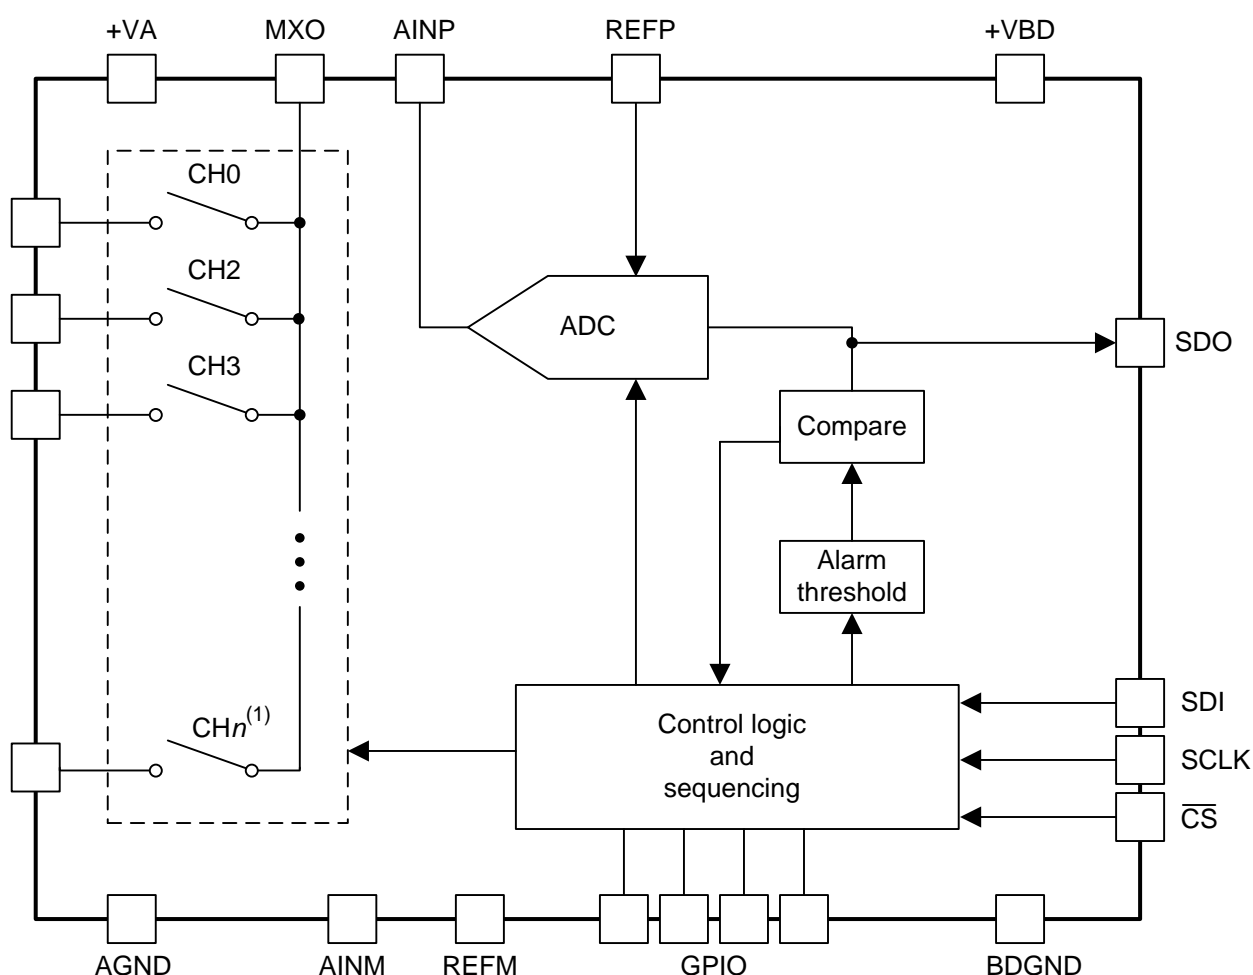 +VA MXO AINP REFP +VBD
CH0
CH2
CH3
CHn(1)
ADC
SDO
Compare
Alarm
threshold
Control logic
and
sequencing
SDI
SCLK
C̅S̅
AGND AINM REFM GPIO BDGND